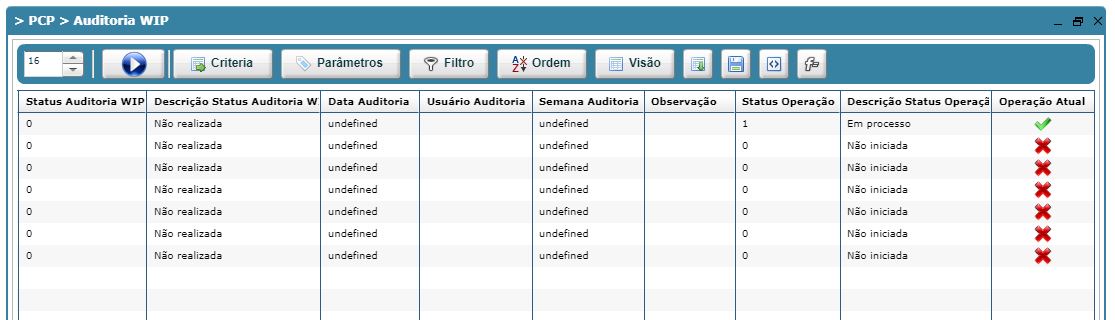 > PCP > Auditoria WIP
16 Criteria Parâmetros Filtro Ordem Visão
Status Auditoria WIP Descrição Status Auditoria W Data Auditoria Usuário Auditoria Semana Auditoria Observação Status Operação Descrição Status Operaçã Operação Atual
0 Não realizada undefined undefined 1 Em processo
0 Não realizada undefined undefined 0 Não iniciada
0 Não realizada undefined undefined 0 Não iniciada
0 Não realizada undefined undefined 0 Não iniciada
0 Não realizada undefined undefined 0 Não iniciada
0 Não realizada undefined undefined 0 Não iniciada
0 Não realizada undefined undefined 0 Não iniciada